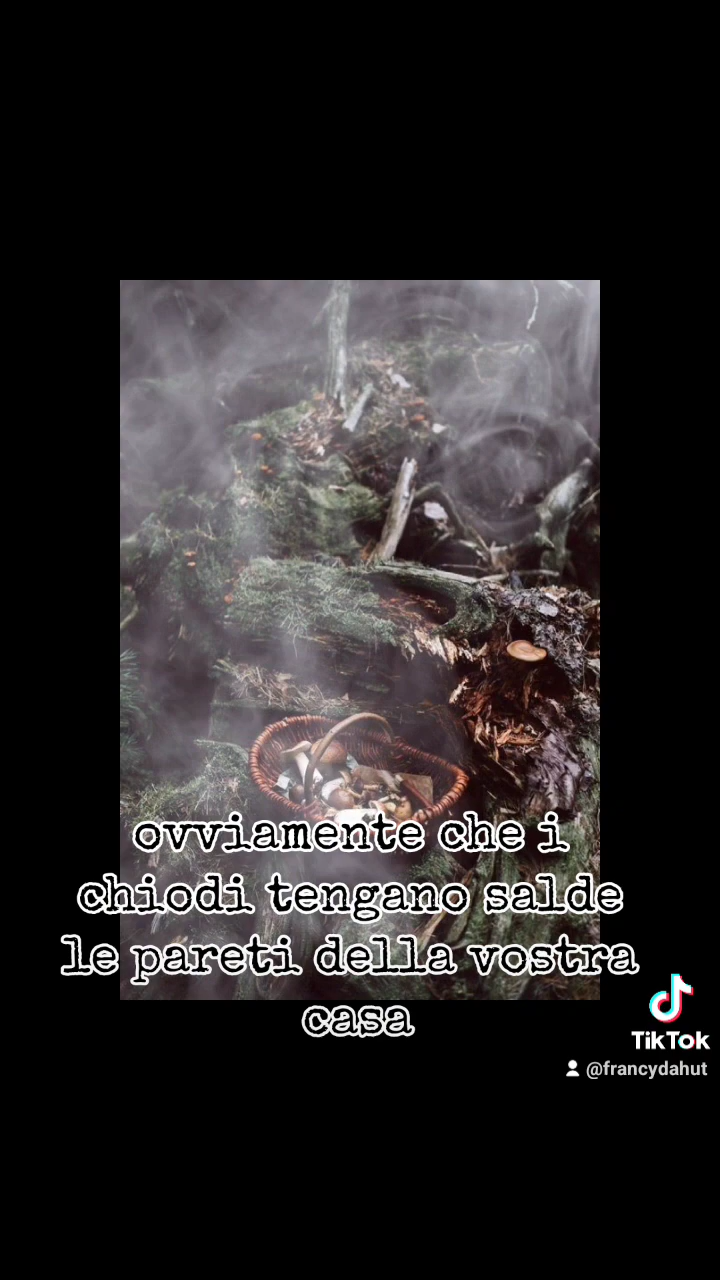 ovviamente che i
chiodi tengano salde
le pareti della vostra
casa
TikTok
@francydahut